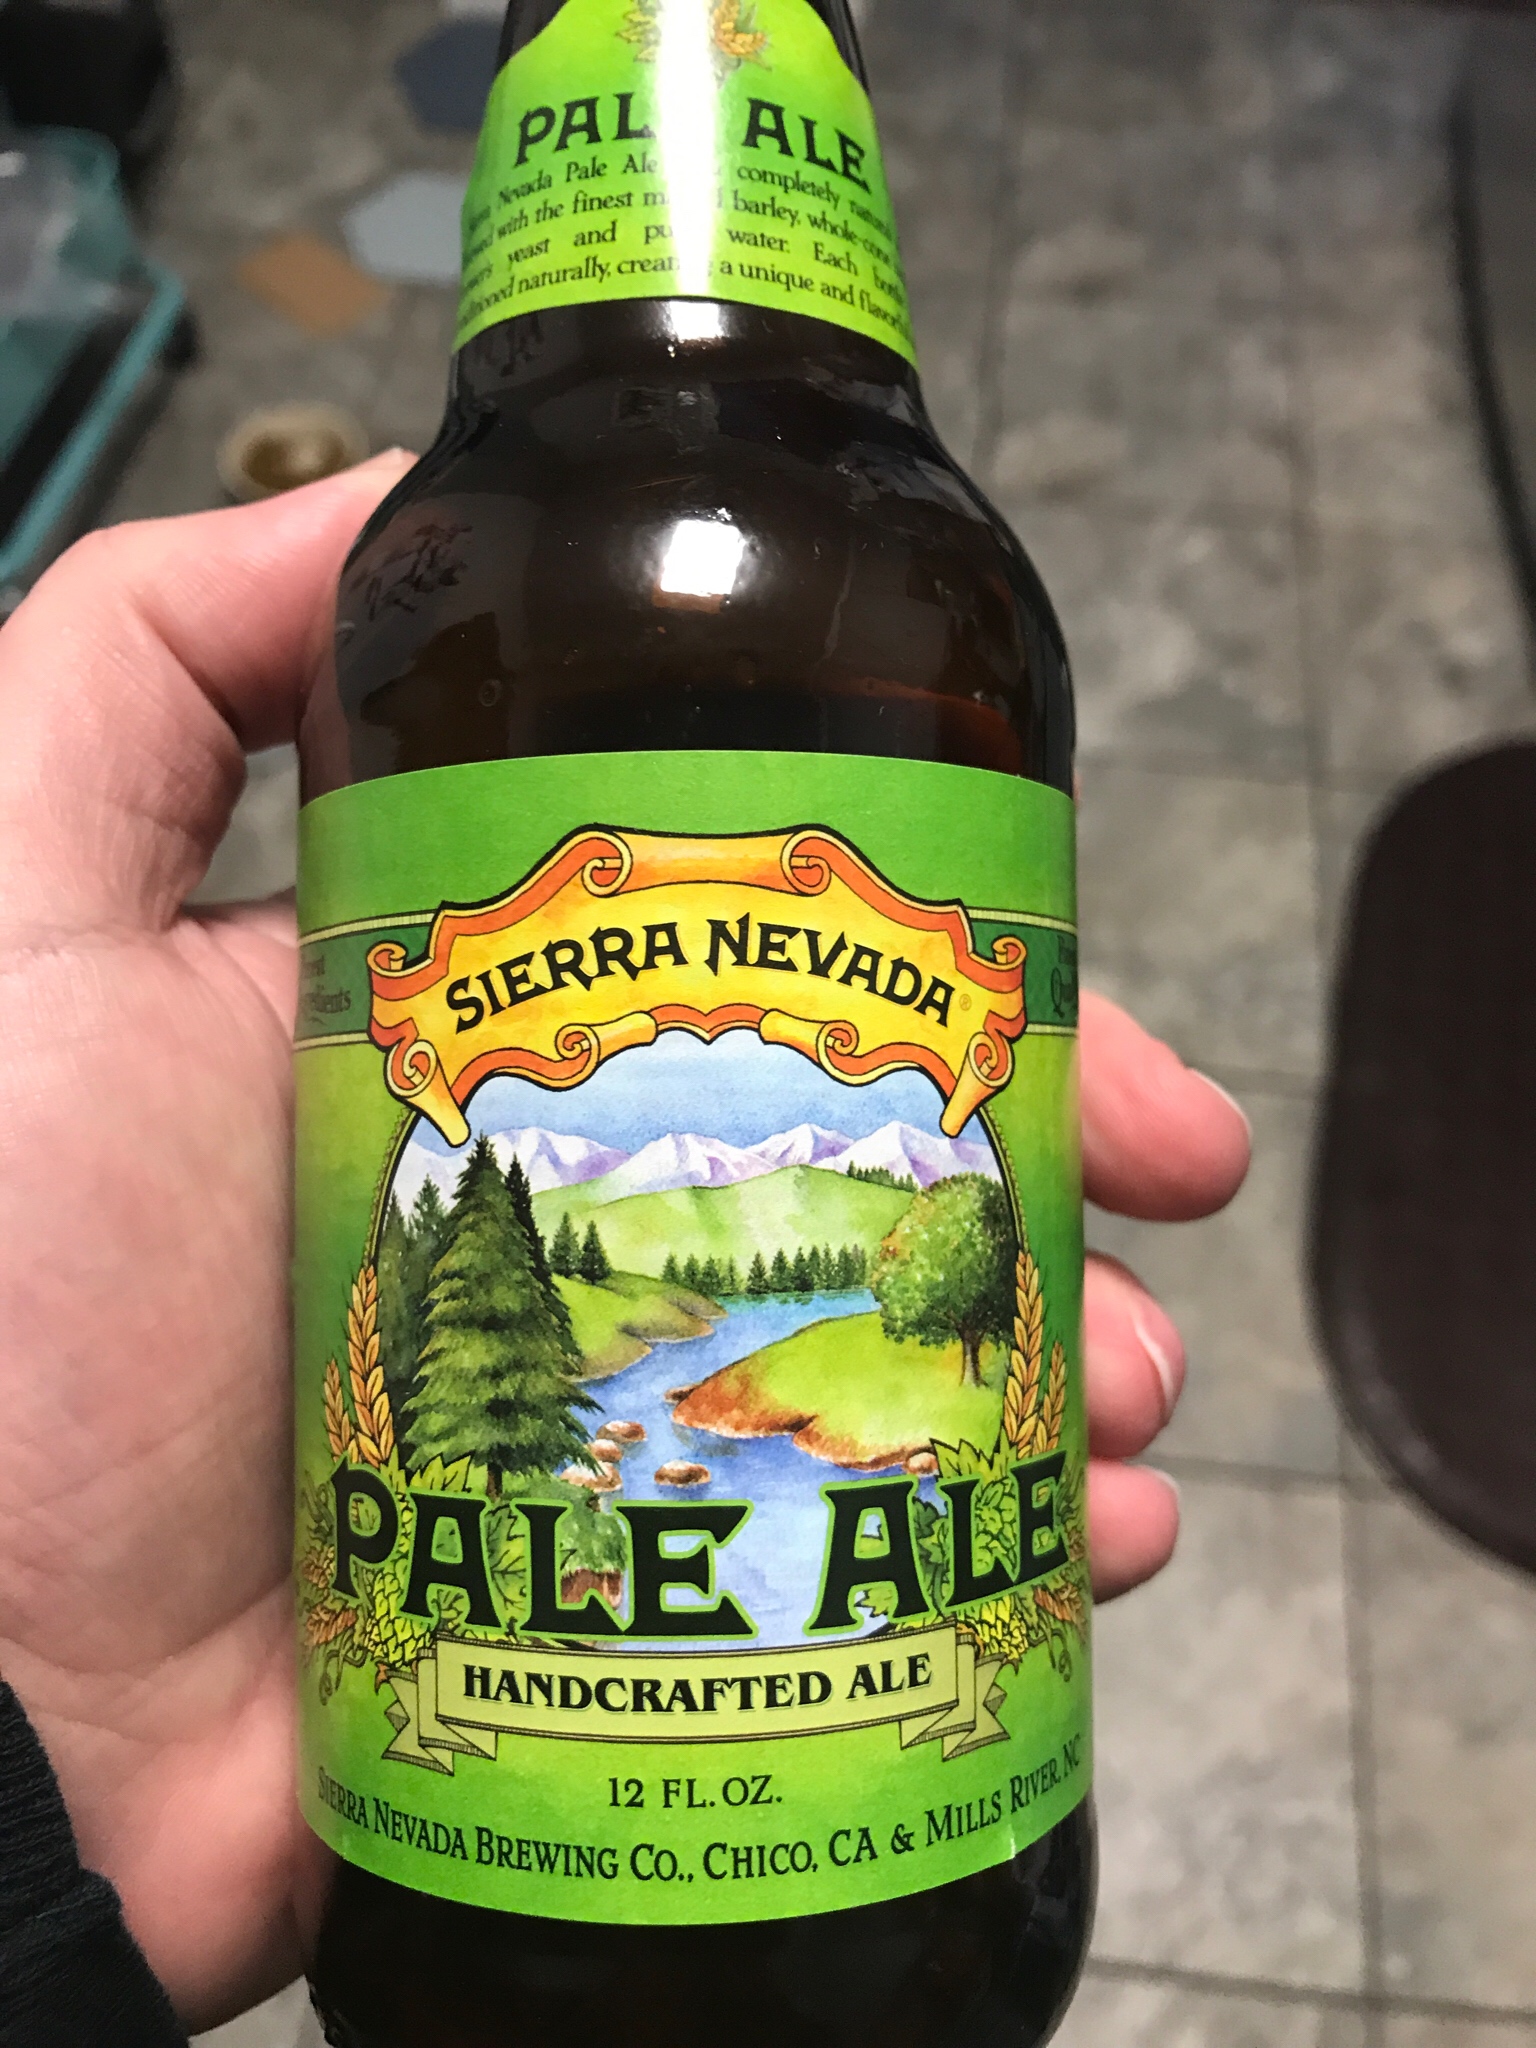 PAL ALE
Nevada Pale Ale completely
with the finest barley, whole-cone
yeast and water. Each
naturally, a unique and
SIERRA NEVADA®
PALE ALE
HANDCRAFTED ALE
12 FL. OZ.
SIERRA NEVADA BREWING CO., CHICO, CA & MILLS RIVER, NC